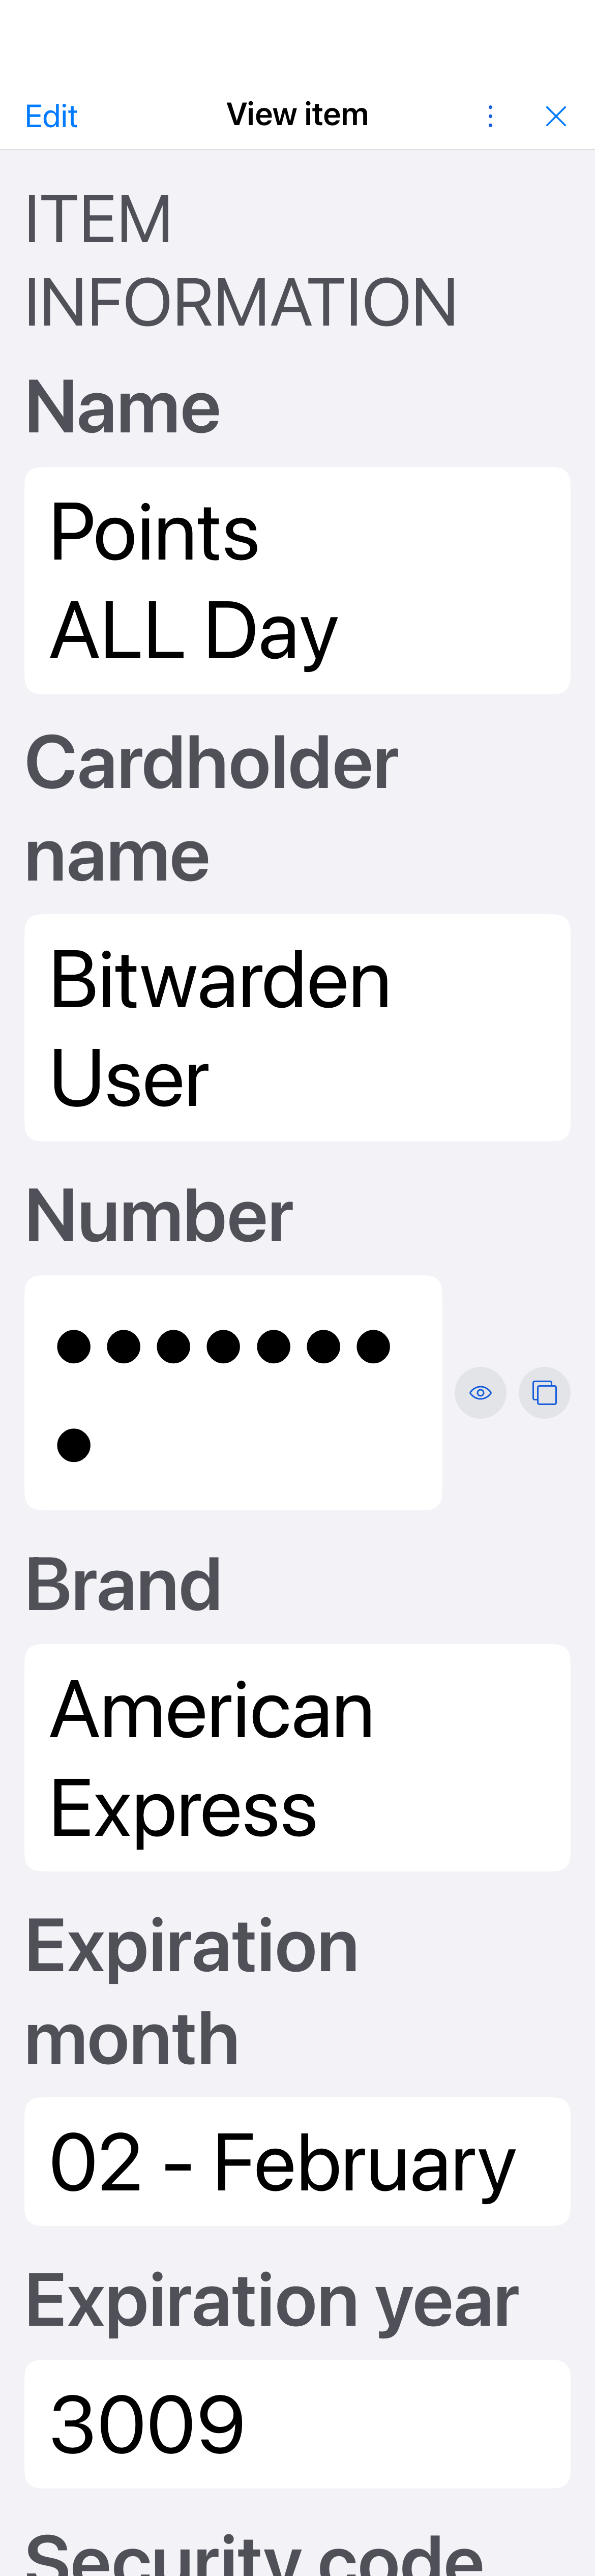 Edit View item
ITEM
INFORMATION
Name
Points
ALL Day
Cardholder
name
Bitwarden
User
Number
●●●●●●●
●
Brand
American
Express
Expiration
month
02 - February
Expiration year
3009
Security code